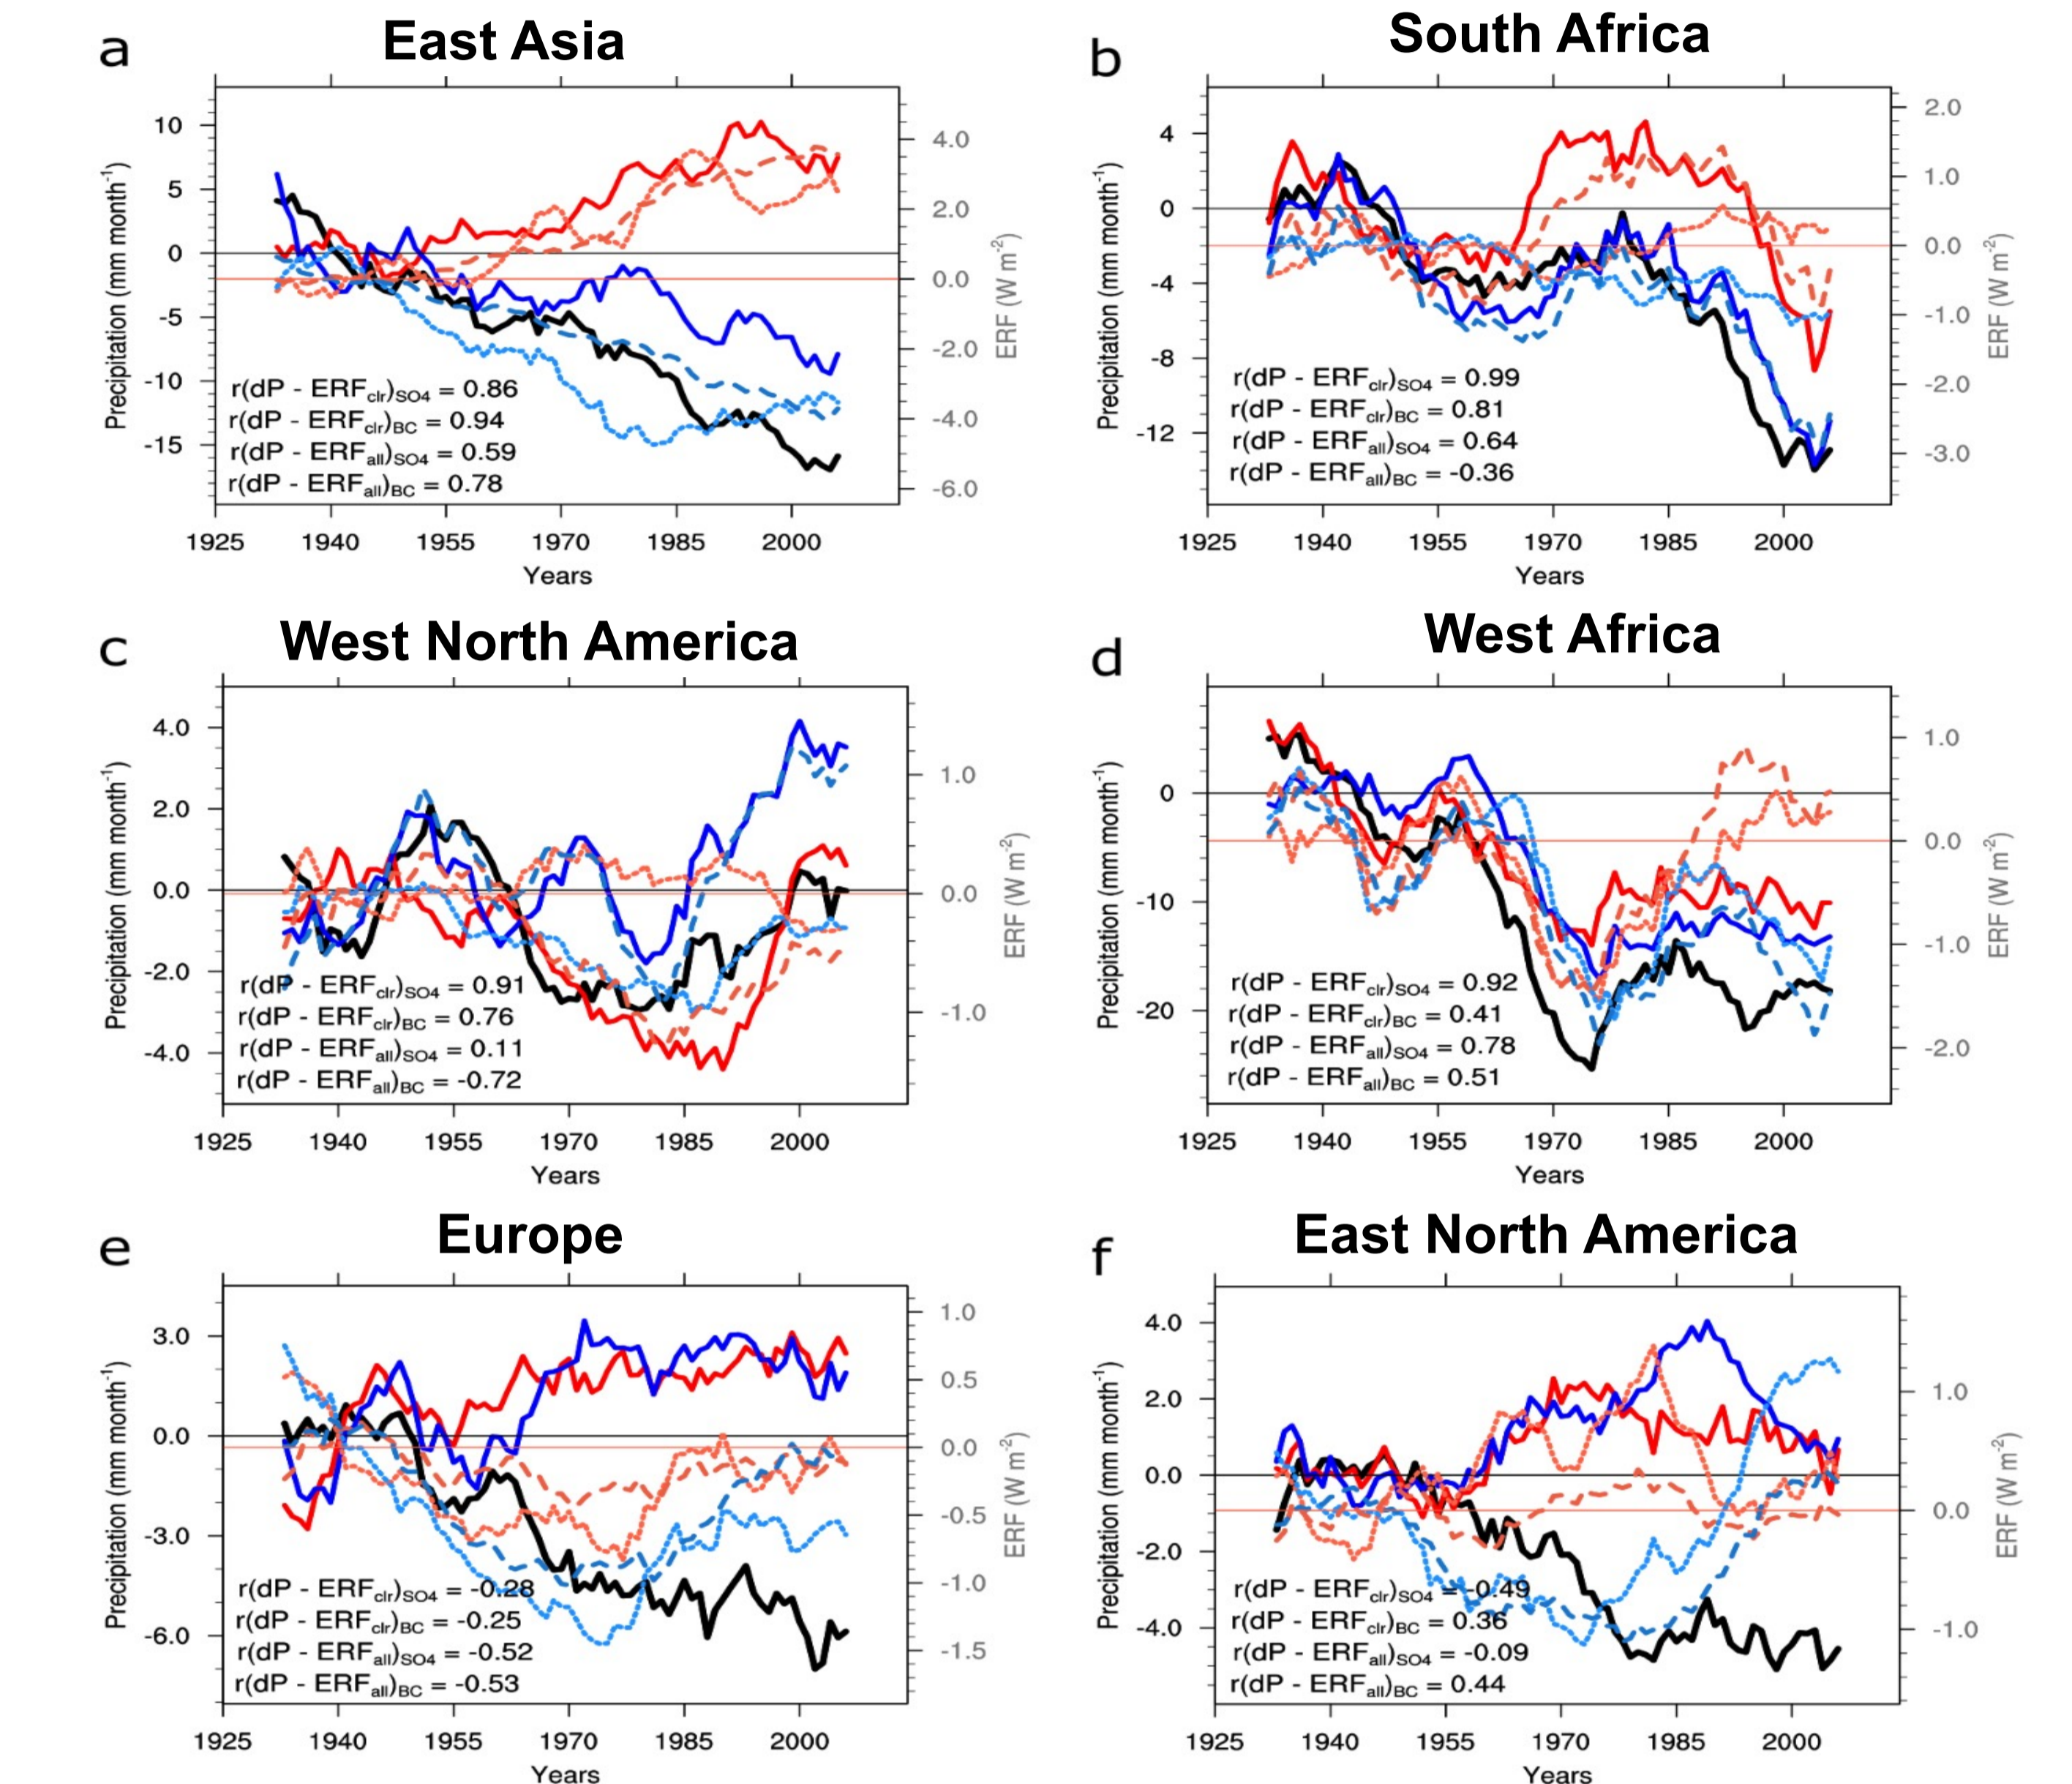 a
East Asia
10
5
0
-5
-10
-15
4.0
2.0
0.0
-2.0
-4.0
-6.0
Precipitation (mm month-1)
ERF (W m-2)
r(dP - ERFclr)SO4 = 0.86
r(dP - ERFclr)BC = 0.94
r(dP - ERFall)SO4 = 0.59
r(dP - ERFall)BC = 0.78
1925 1940 1955 1970 1985 2000
Years
b
South Africa
4
0
-4
-8
-12
2.0
1.0
0.0
-1.0
-2.0
-3.0
Precipitation (mm month-1)
ERF (W m-2)
r(dP - ERFclr)SO4 = 0.99
r(dP - ERFclr)BC = 0.81
r(dP - ERFall)SO4 = 0.64
r(dP - ERFall)BC = -0.36
1925 1940 1955 1970 1985 2000
Years
c
West North America
4.0
2.0
0.0
-2.0
-4.0
1.0
0.0
-1.0
Precipitation (mm month-1)
ERF (W m-2)
r(dP - ERFclr)SO4 = 0.91
r(dP - ERFclr)BC = 0.76
r(dP - ERFall)SO4 = 0.11
r(dP - ERFall)BC = -0.72
1925 1940 1955 1970 1985 2000
Years
d
West Africa
0
-10
-20
1.0
0.0
-1.0
-2.0
Precipitation (mm month-1)
ERF (W m-2)
r(dP - ERFclr)SO4 = 0.92
r(dP - ERFclr)BC = 0.41
r(dP - ERFall)SO4 = 0.78
r(dP - ERFall)BC = 0.51
1925 1940 1955 1970 1985 2000
Years
e
Europe
3.0
0.0
-3.0
-6.0
1.0
0.5
0.0
-0.5
-1.0
-1.5
Precipitation (mm month-1)
ERF (W m-2)
r(dP - ERFclr)SO4 = -0.28
r(dP - ERFclr)BC = -0.25
r(dP - ERFall)SO4 = -0.52
r(dP - ERFall)BC = -0.53
1925 1940 1955 1970 1985 2000
Years
f
East North America
4.0
2.0
0.0
-2.0
-4.0
1.0
0.0
-1.0
Precipitation (mm month-1)
ERF (W m-2)
r(dP - ERFclr)SO4 = -0.49
r(dP - ERFclr)BC = 0.36
r(dP - ERFall)SO4 = -0.09
r(dP - ERFall)BC = 0.44
1925 1940 1955 1970 1985 2000
Years